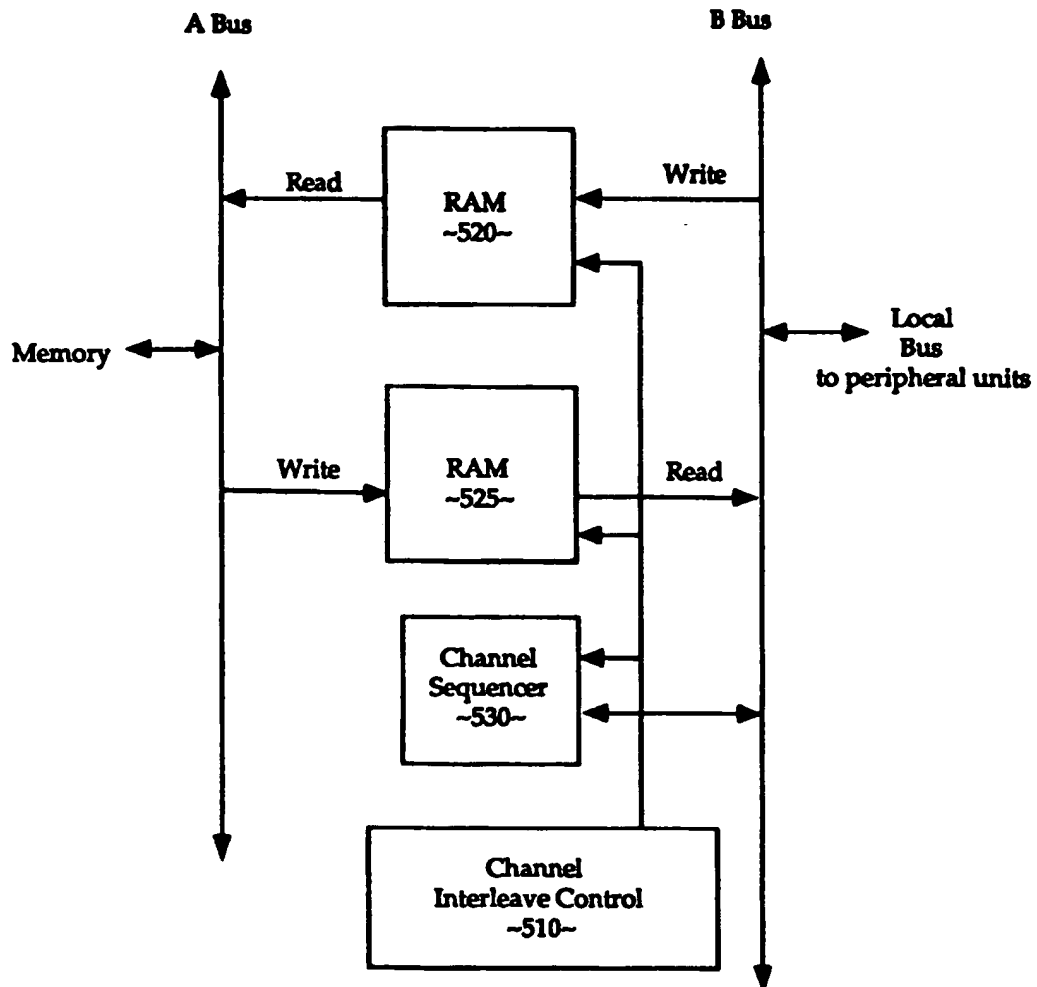 A Bus
B Bus
Read
RAM
~520~
Write
Memory
Local
Bus
to peripheral units
Write
RAM
~525~
Read
Channel
Sequencer
~530~
Channel
Interleave Control
~510~